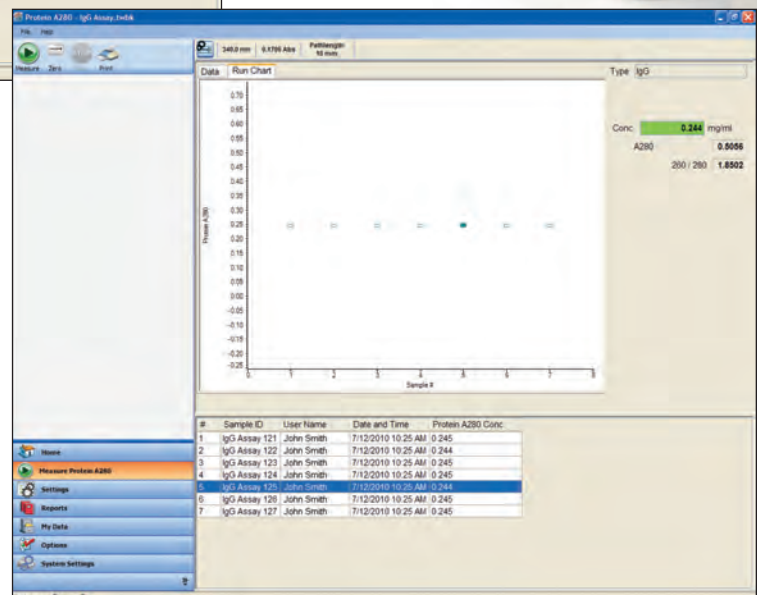 Protein A280 - IgG Assay.twbk
File Help
Measure Zero Print
340.0 nm 0.1706 Abs Pathlength: 10 mm
Data Run Chart
Type IgG
Conc. 0.244 mg/ml
A280 0.5056
260 / 280 1.8502
Protein A280
0.70
0.65
0.60
0.55
0.50
0.45
0.40
0.35
0.30
0.25
0.20
0.15
0.10
0.05
0.00
-0.05
-0.10
-0.15
-0.20
-0.25
0 1 2 3 4 5 6 7 8
Sample #
# Sample ID User Name Date and Time Protein A280 Conc.
1 IgG Assay 121 John Smith 7/12/2010 10:25 AM 0.245
2 IgG Assay 122 John Smith 7/12/2010 10:25 AM 0.244
3 IgG Assay 123 John Smith 7/12/2010 10:25 AM 0.245
4 IgG Assay 124 John Smith 7/12/2010 10:25 AM 0.245
5 IgG Assay 125 John Smith 7/12/2010 10:25 AM 0.244
6 IgG Assay 126 John Smith 7/12/2010 10:25 AM 0.245
7 IgG Assay 127 John Smith 7/12/2010 10:25 AM 0.245
Home
Measure Protein A280
Settings
Reports
My Data
Options
System Settings